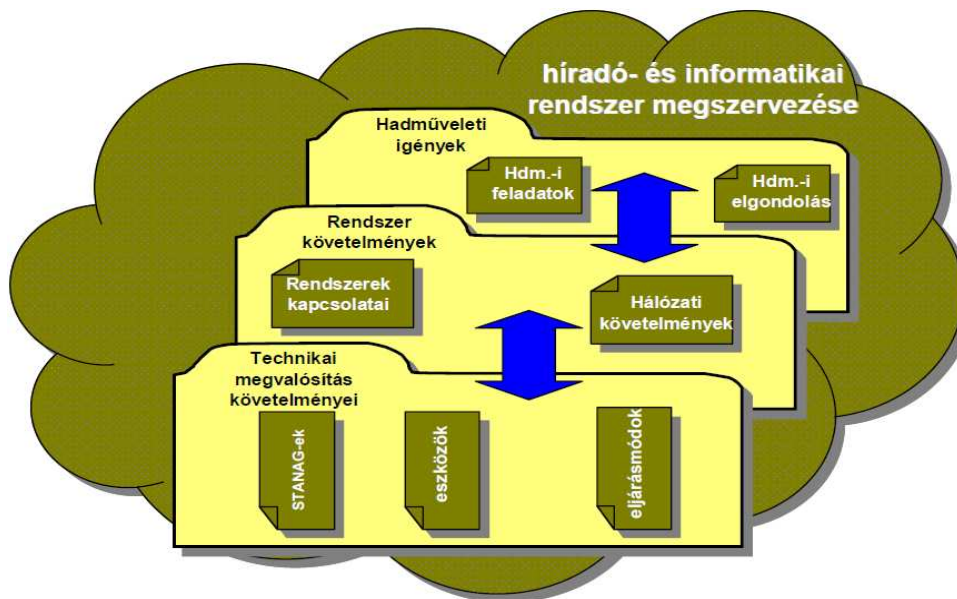 híradó- és informatikai
rendszer megszervezése
Hadműveleti
igények
Hdm.-i
feladatok
Hdm.-i
elgondolás
Rendszer
követelmények
Rendszerek
kapcsolatai
Hálózati
követelmények
Technikai
megvalósítás
követelményei
STANAG-ek
eszközök
eljárásmódok